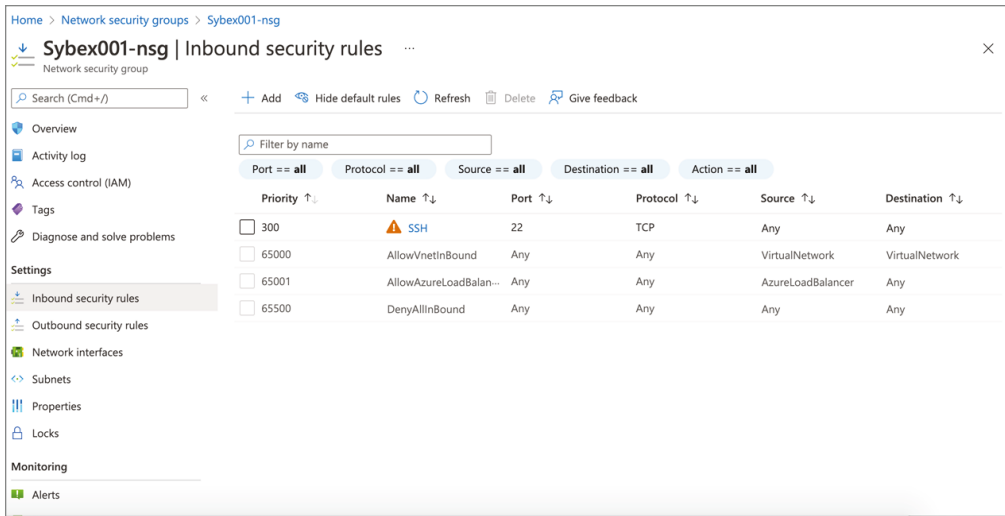 Home > Network security groups > Sybex001-nsg
Sybex001-nsg | Inbound security rules ...
Network security group
Search (Cmd+/) «
Add Hide default rules Refresh Delete Give feedback
Overview
Activity log
Access control (IAM)
Tags
Diagnose and solve problems
Settings
Inbound security rules
Outbound security rules
Network interfaces
Subnets
Properties
Locks
Monitoring
Alerts
Filter by name
Port == all Protocol == all Source == all Destination == all Action == all
Priority Name Port Protocol Source Destination
300 SSH 22 TCP Any Any
65000 AllowVnetInBound Any Any VirtualNetwork VirtualNetwork
65001 AllowAzureLoadBalan··· Any Any AzureLoadBalancer Any
65500 DenyAllInBound Any Any Any Any